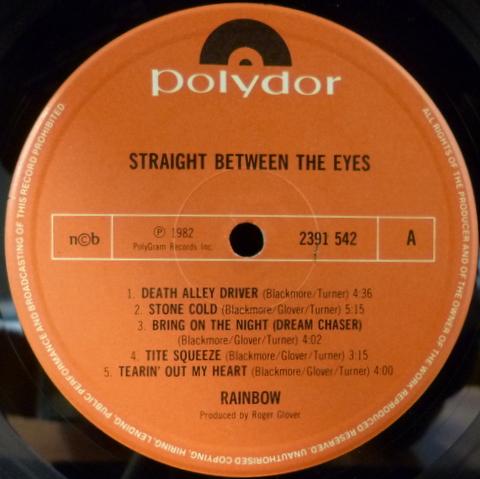 polydor
STRAIGHT BETWEEN THE EYES
n©b
℗ 1982
PolyGram Records Inc.
2391 542
A
1. DEATH ALLEY DRIVER (Blackmore/Turner) 4:36
2. STONE COLD (Blackmore/Glover/Turner) 5:15
3. BRING ON THE NIGHT (DREAM CHASER)
(Blackmore/Glover/Turner) 4:02
4. TITE SQUEEZE (Blackmore/Glover/Turner) 3:15
5. TEARIN' OUT MY HEART (Blackmore/Glover/Turner) 4:00
RAINBOW
Produced by Roger Glover
ALL RIGHTS OF THE PRODUCER AND OF THE OWNER OF THE WORK REPRODUCED RESERVED. UNAUTHORISED COPYING, HIRING, LENDING, PUBLIC PERFORMANCE AND BROADCASTING OF THIS RECORD PROHIBITED